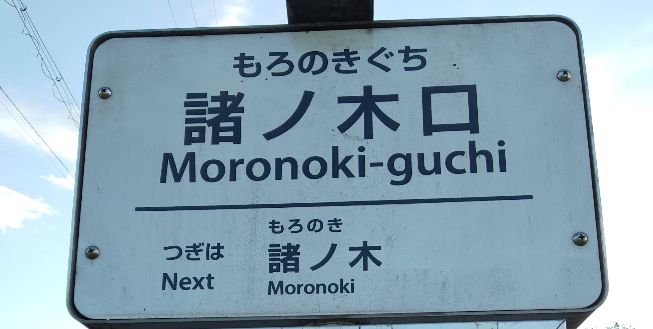 もろのきぐち
諸ノ木口
Moronoki-guchi
もろのき
つぎは 諸ノ木
Next Moronoki